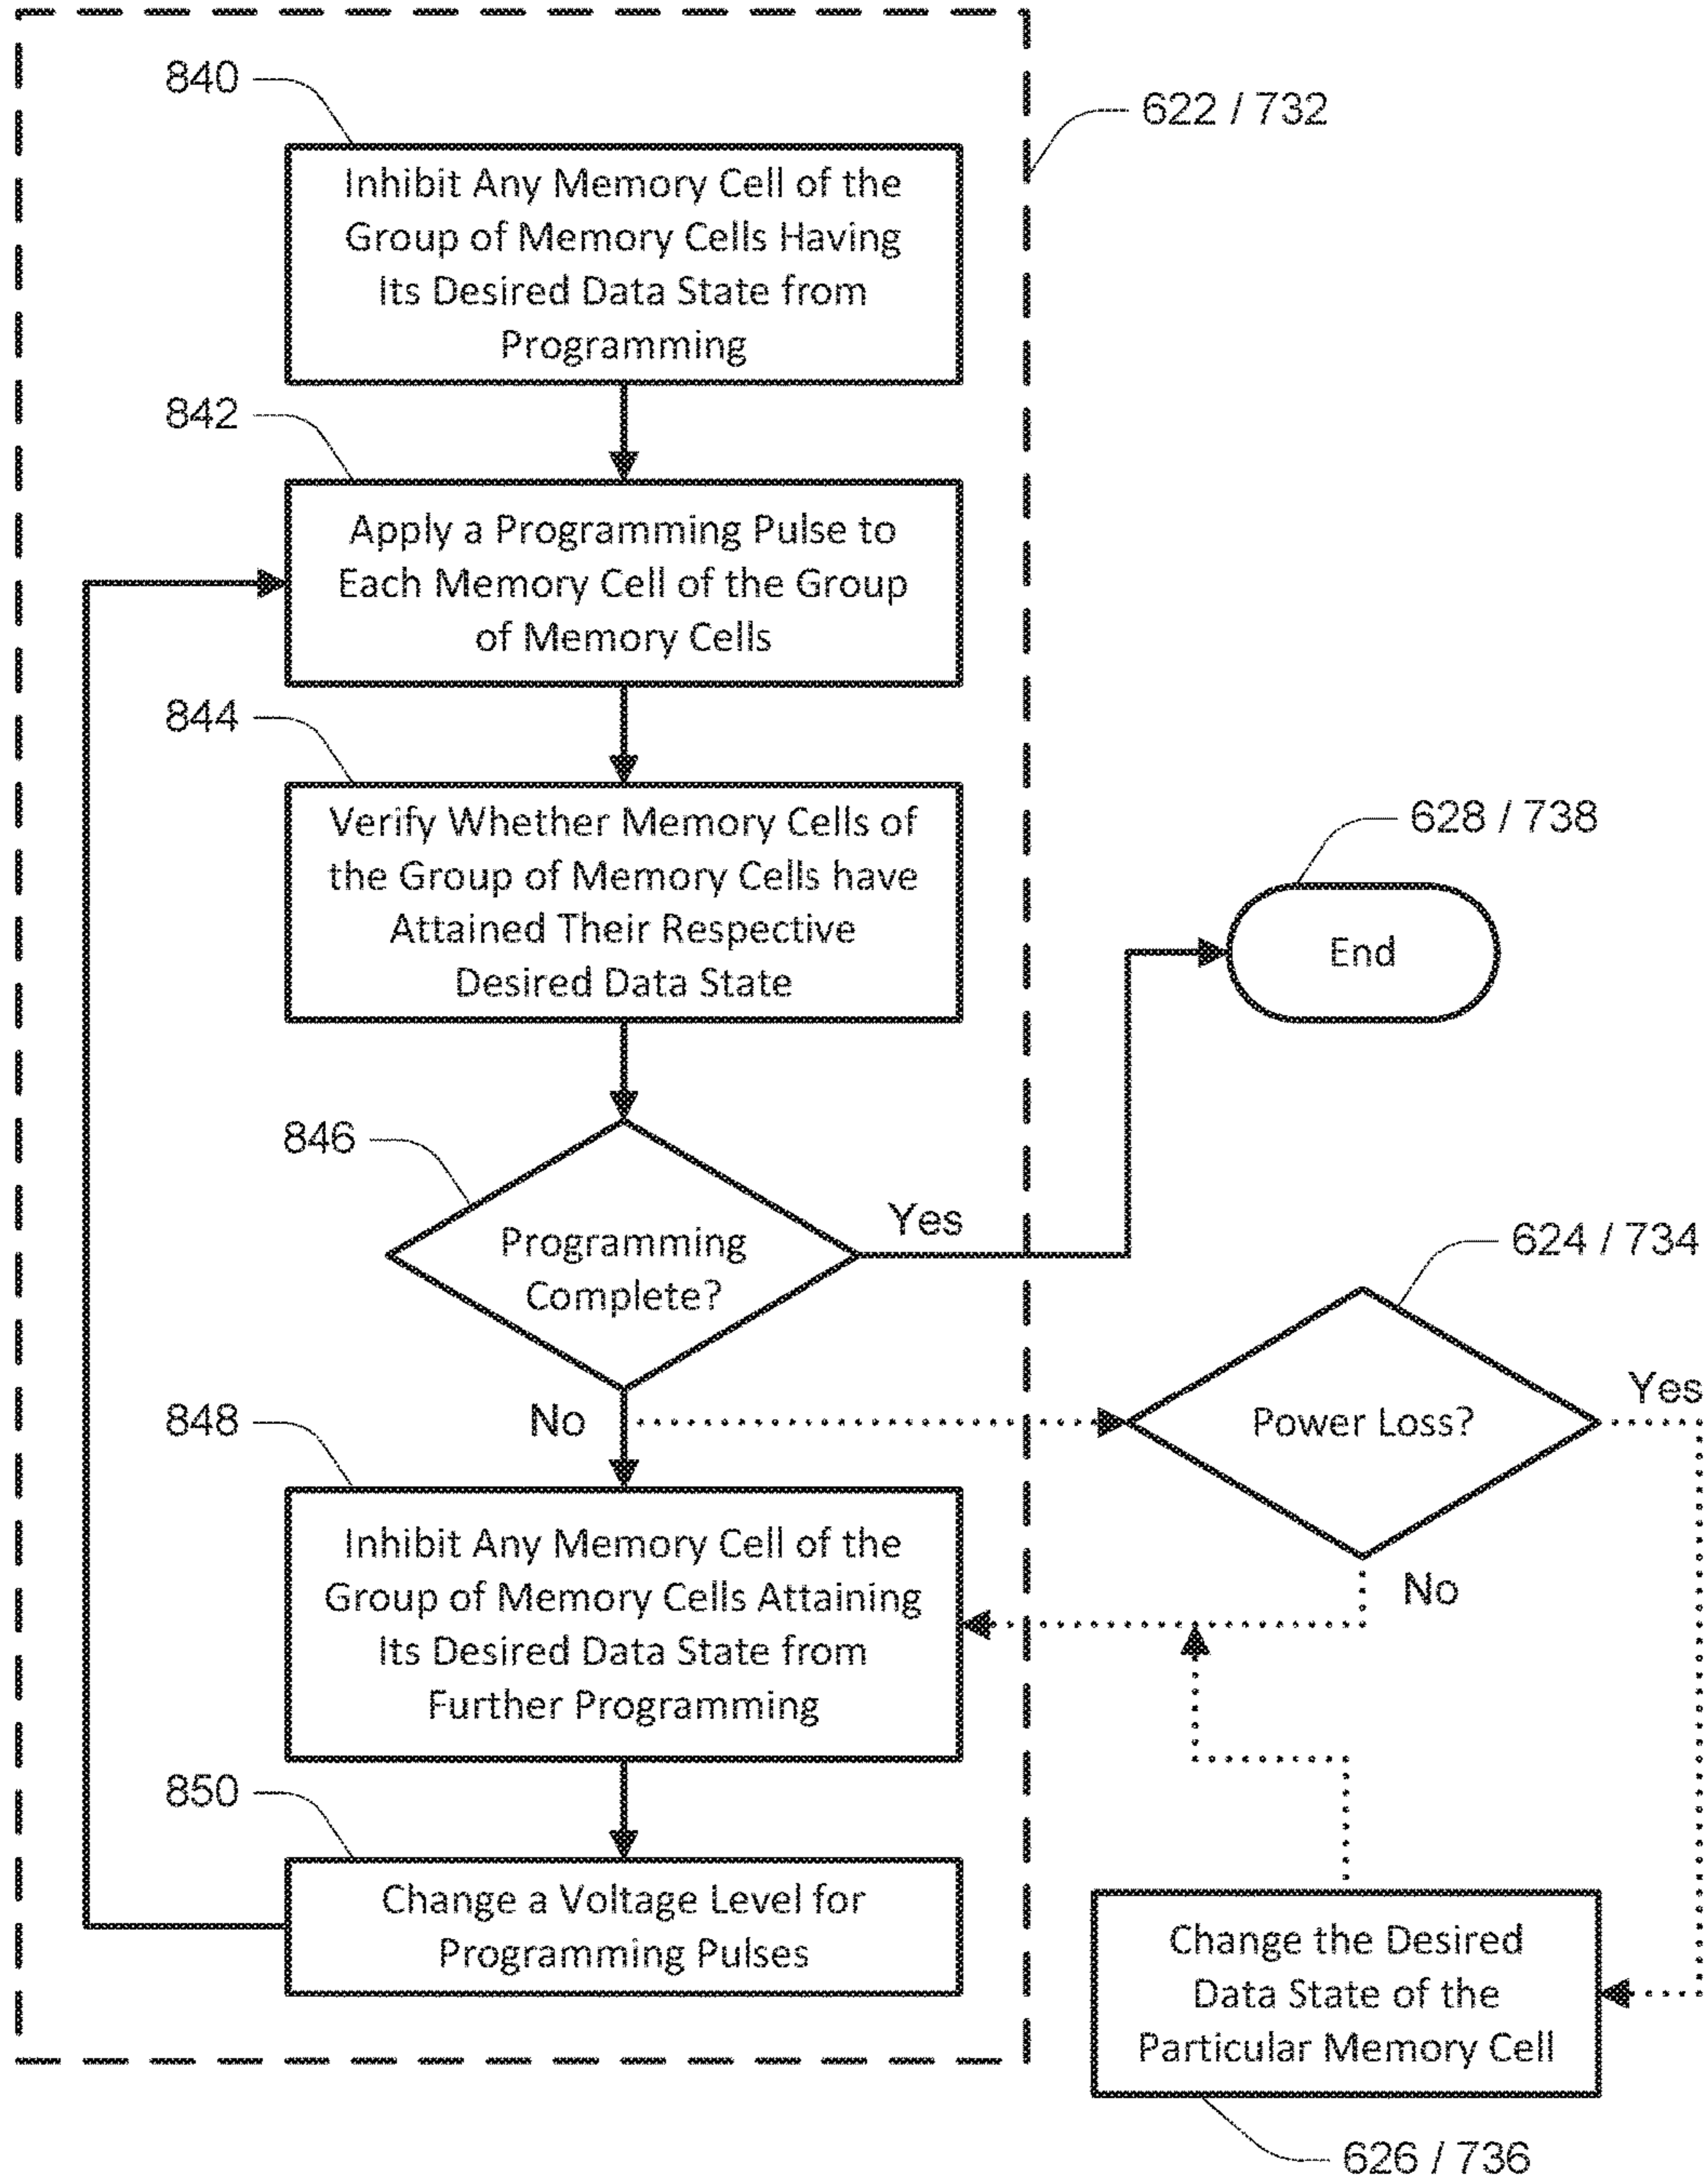 840
622 / 732
Inhibit Any Memory Cell of the
Group of Memory Cells Having
Its Desired Data State from
Programming
842
Apply a Programming Pulse to
Each Memory Cell of the Group
of Memory Cells
844
Verify Whether Memory Cells of
the Group of Memory Cells have
Attained Their Respective
Desired Data State
628 / 738
End
846
Programming
Complete?
Yes
No
624 / 734
Power Loss?
Yes
No
848
Inhibit Any Memory Cell of the
Group of Memory Cells Attaining
Its Desired Data State from
Further Programming
850
Change a Voltage Level for
Programming Pulses
Change the Desired
Data State of the
Particular Memory Cell
626 / 736